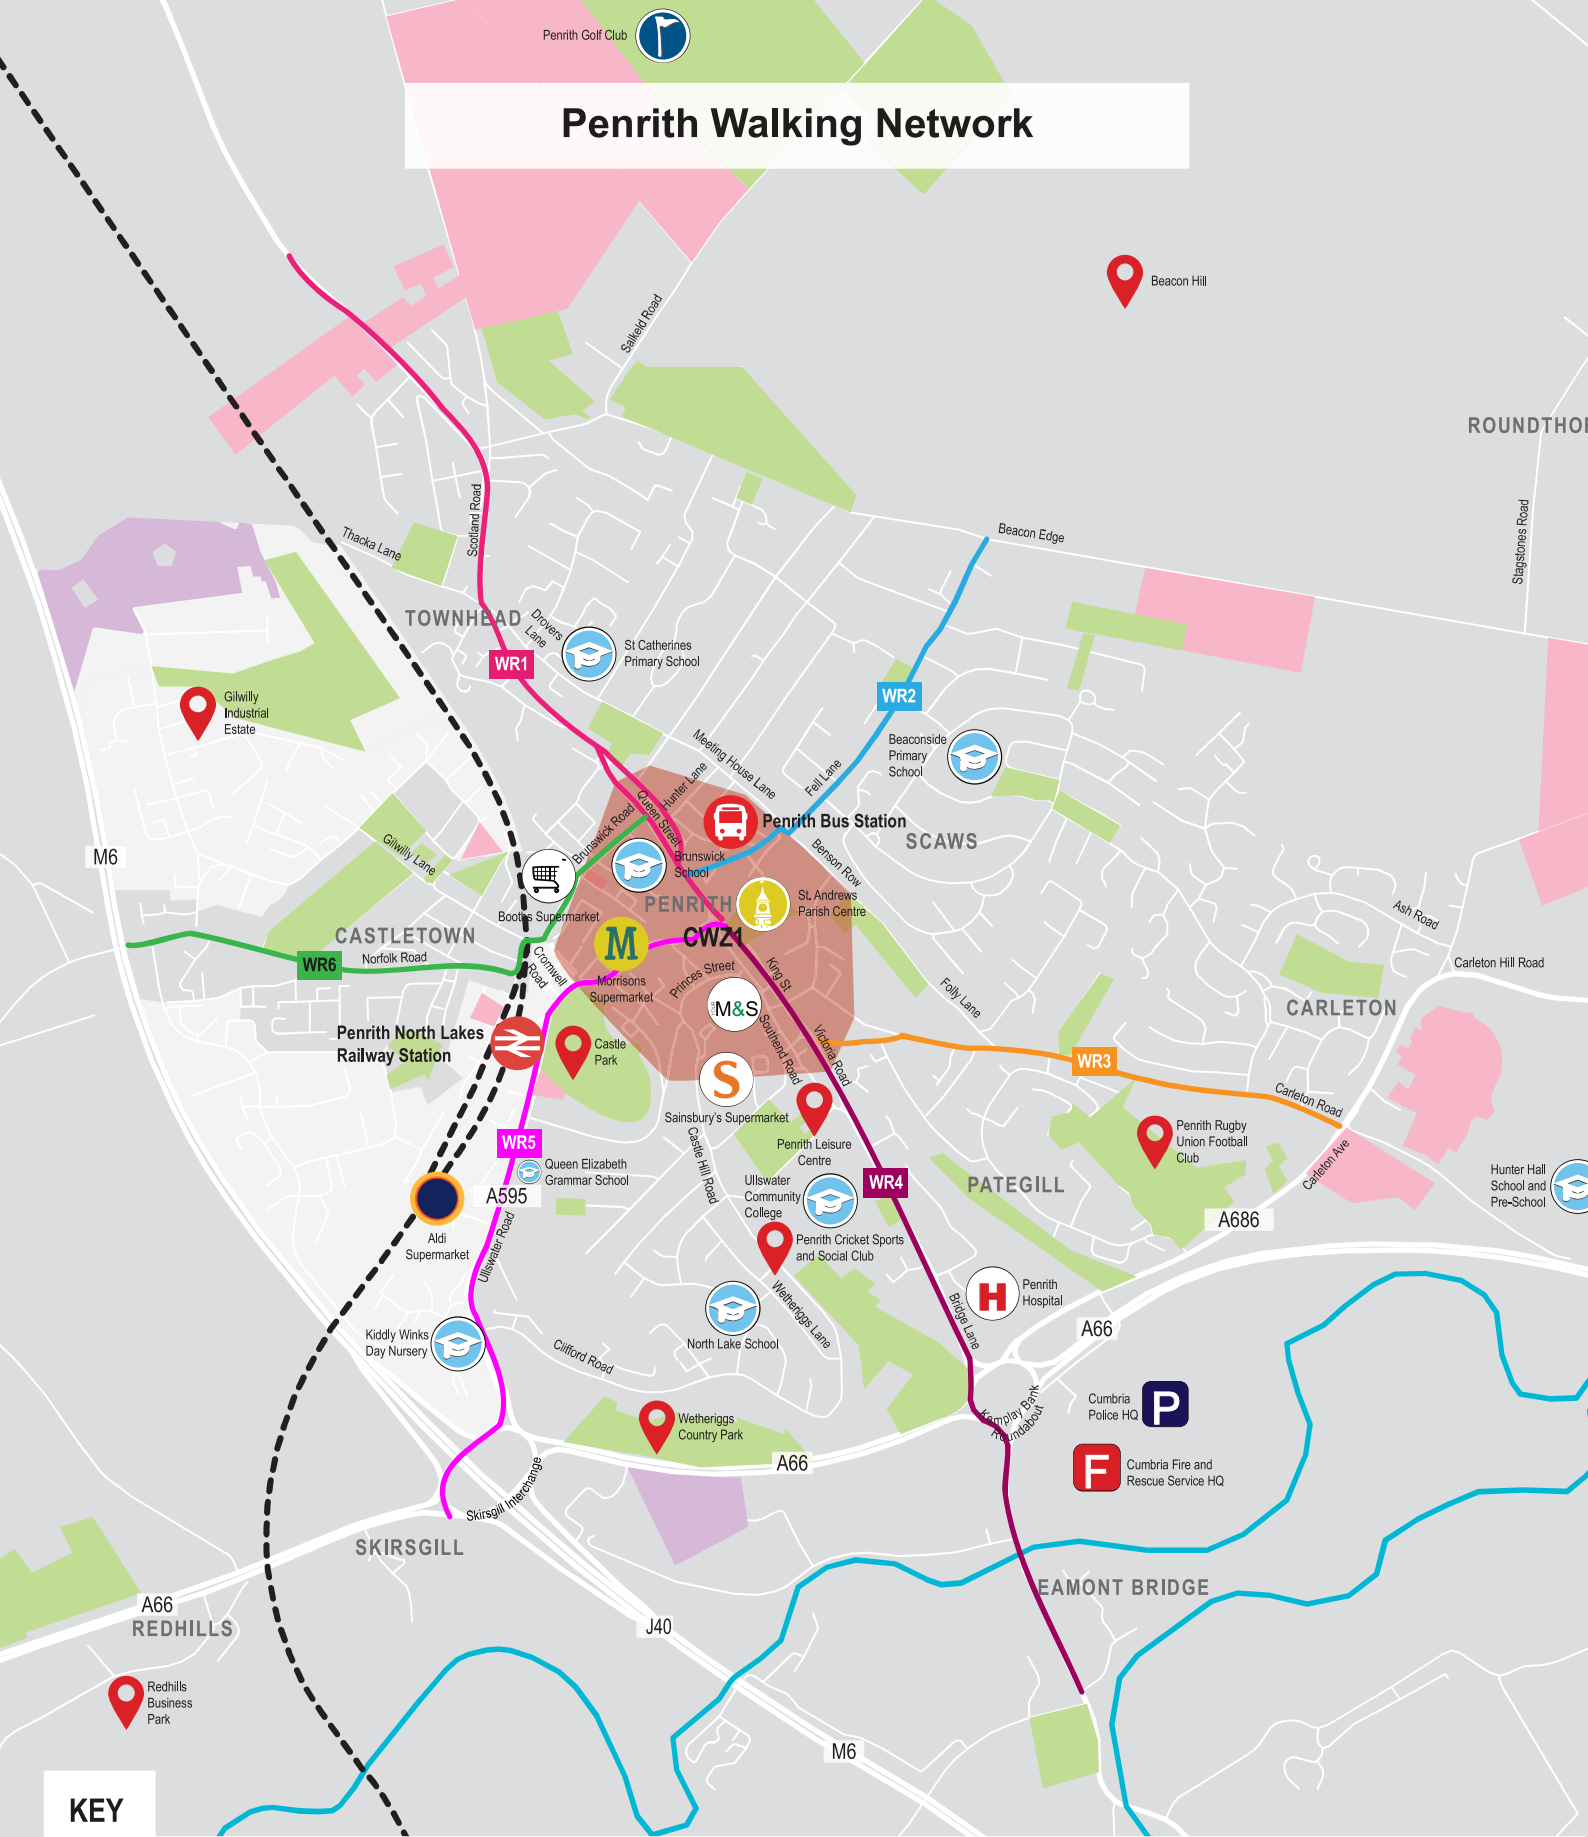 Penrith Golf Club
Penrith Walking Network
Beacon Hill
Salkeld Road
ROUNDTHOR
Stagstones Road
Beacon Edge
Scotland Road
Thacka Lane
TOWNHEAD
Drovers
Lane
St Catherines
Primary School
WR1
WR2
Gilwilly
Industrial
Estate
Meeting House Lane
Beaconside
Primary
School
Hunter Lane
Fell Lane
Queen Street
Brunswick Road
Penrith Bus Station
SCAWS
M6
Gilwilly Lane
Brunswick
School
Benson Row
Booths Supermarket
PENRITH
St. Andrews
Parish Centre
CASTLETOWN
Norfolk Road
WR6
M
CWZ1
Ash Road
Carleton Hill Road
Cromwell
Road
Morrisons
Supermarket
Princes Street
King St
Folly Lane
CARLETON
M&S
Penrith North Lakes
Railway Station
Castle
Park
Southend Road
Victoria Road
WR3
S
Sainsbury's Supermarket
Carleton Road
Penrith Rugby
Union Football
Club
WR5
Castle Hill Road
Penrith Leisure
Centre
Carleton Ave
Queen Elizabeth
Grammar School
A595
Ullswater
Community
College
WR4
PATEGILL
Hunter Hall
School and
Pre-School
A686
Aldi
Supermarket
Ullswater Road
Penrith Cricket Sports
and Social Club
Wetheriggs Lane
Bridge Lane
H
Penrith
Hospital
North Lake School
A66
Kiddly Winks
Day Nursery
Clifford Road
Kemplay Bank
Roundabout
Cumbria
Police HQ
P
Wetheriggs
Country Park
A66
F
Cumbria Fire and
Rescue Service HQ
Skirsgill Interchange
SKIRSGILL
A66
REDHILLS
EAMONT BRIDGE
J40
Redhills
Business
Park
M6
KEY